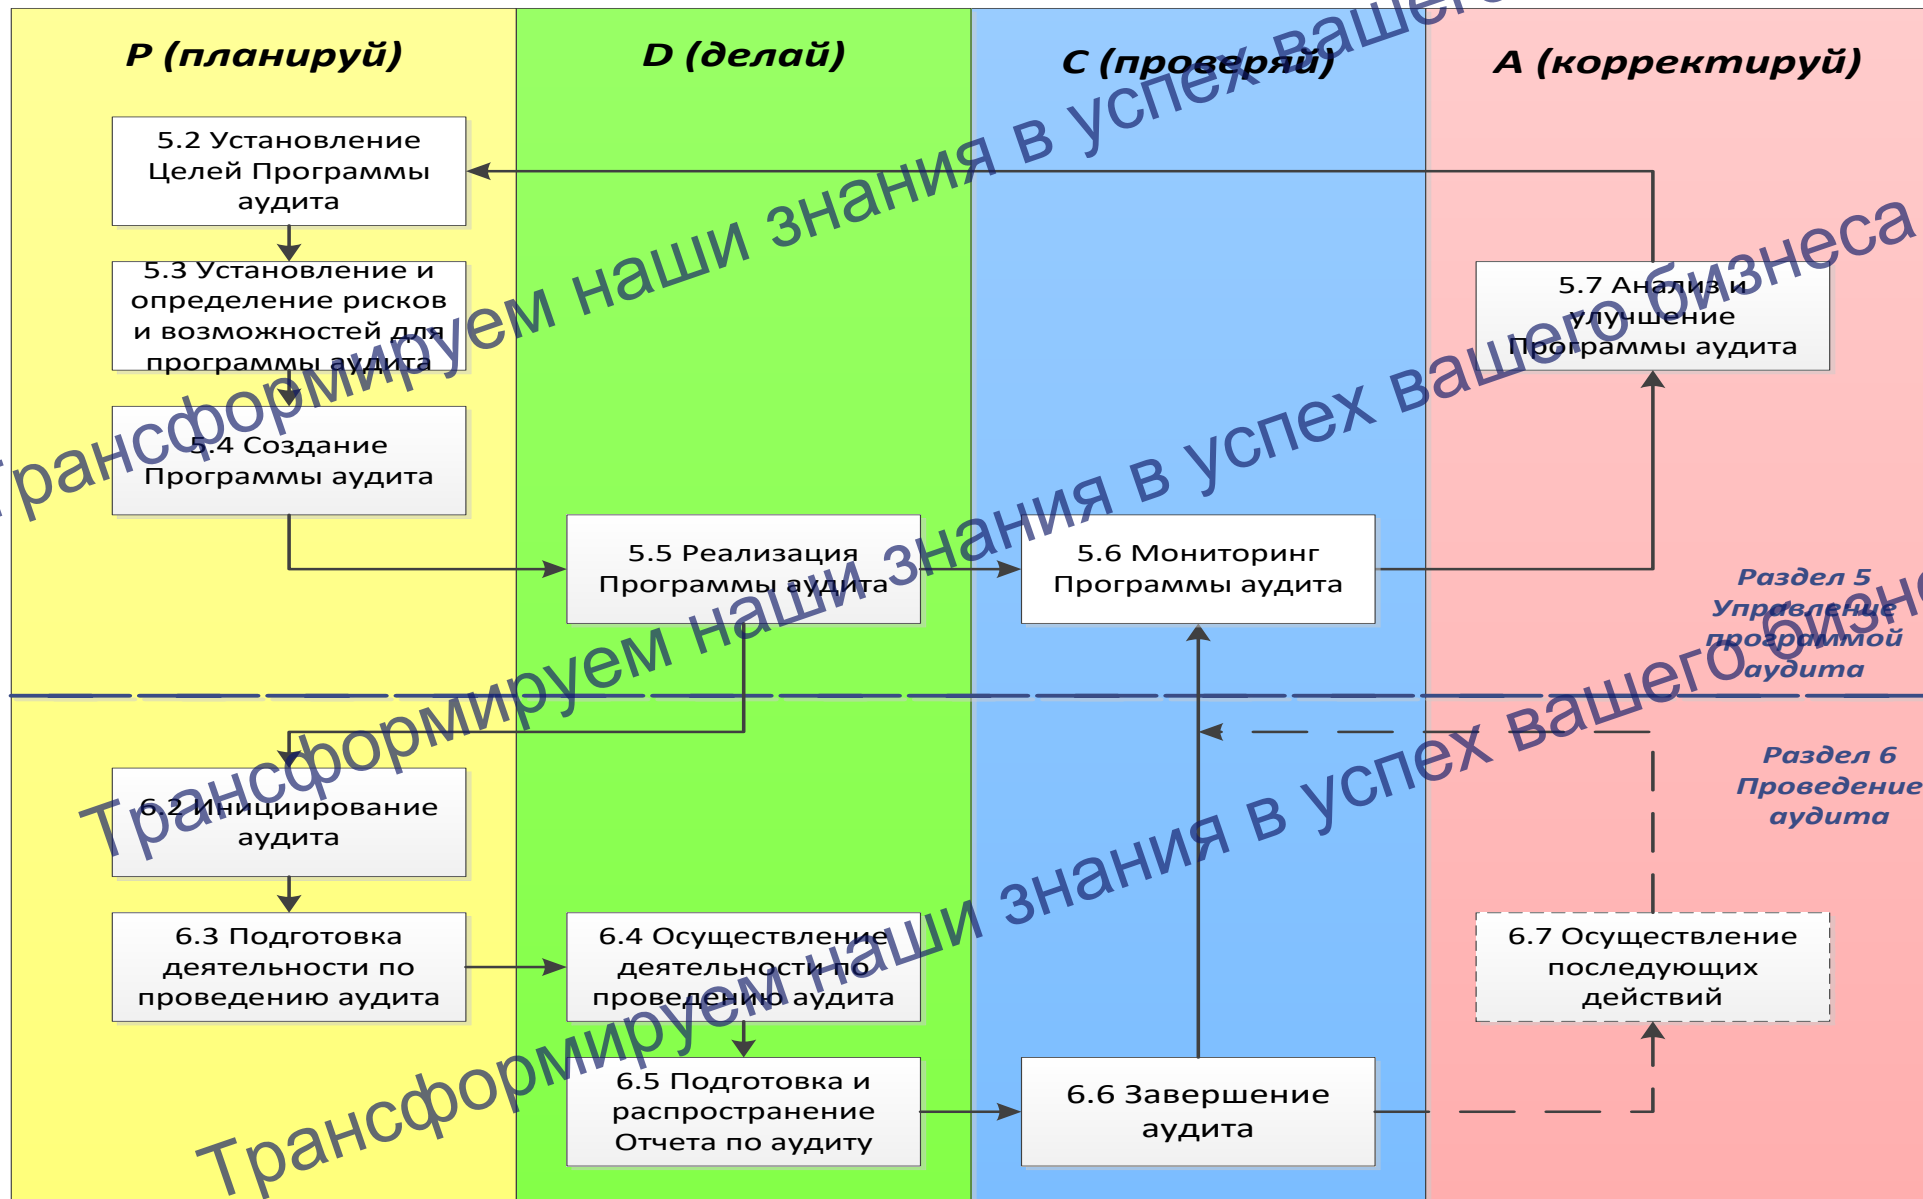 P (планируй)
D (делай)
C (проверяй)
A (корректируй)
5.2 Установление
Целей Программы
аудита
5.3 Установление и
определение рисков
и возможностей для
программы аудита
5.4 Создание
Программы аудита
5.5 Реализация
Программы аудита
5.6 Мониторинг
Программы аудита
5.7 Анализ и
улучшение
Программы аудита
Раздел 5
Управление
программой
аудита
Раздел 6
Проведение
аудита
6.2 Инициирование
аудита
6.3 Подготовка
деятельности по
проведению аудита
6.4 Осуществление
деятельности по
проведению аудита
6.5 Подготовка и
распространение
Отчета по аудиту
6.6 Завершение
аудита
6.7 Осуществление
последующих
действий
Трансформируем наши знания в успех вашего
Трансформируем наши знания в успех вашего бизнеса
Трансформируем наши знания в успех вашего бизне